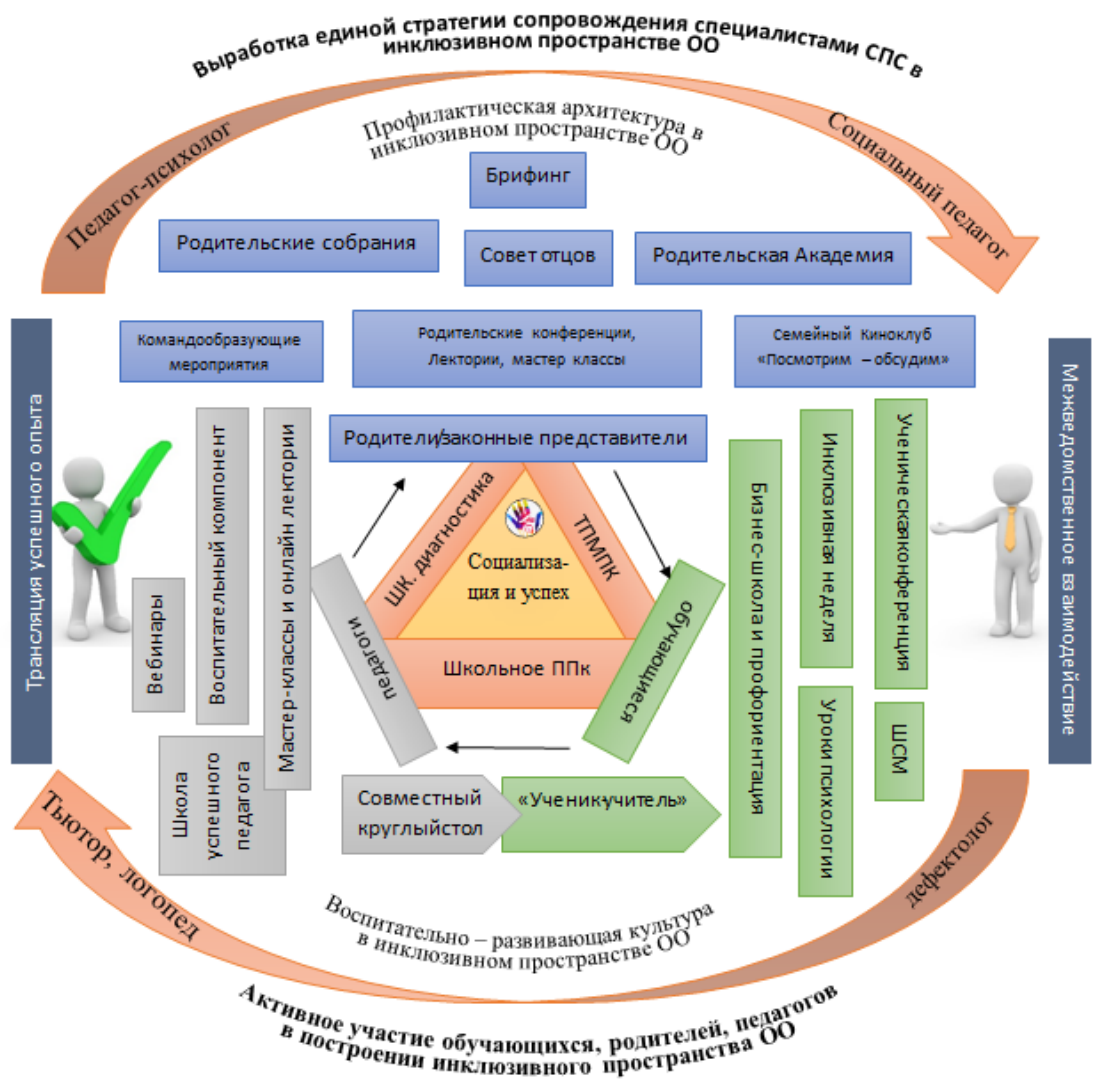 Выработка единой стратегии сопровождения специалистами СПС в
инклюзивном пространстве ОО
Педагог-психолог
Социальный педагог
Профилактическая архитектура в
инклюзивном пространстве ОО
Брифинг
Родительские собрания
Совет отцов
Родительская Академия
Командообразующие
мероприятия
Родительские конференции,
Лектории, мастер классы
Семейный Киноклуб
«Посмотрим – обсудим»
Трансляция успешного опыта
Межведомственное взаимодействие
Родители/законные представители
Вебинары
Воспитательный компонент
Мастер-классы и онлайн лектории
Школа
успешного
педагога
педагоги
ШК. диагностика
ТПМПК
Социализа-
ция и успех
Школьное ППк
обучающиеся
Бизнес-школа и профориентация
Инклюзивная неделя
Ученическаяконференция
Уроки психологии
ШСМ
Совместный
круглыйстол
«Ученик-учитель»
Тьютор, логопед
дефектолог
Воспитательно – развивающая культура
в инклюзивном пространстве ОО
Активное участие обучающихся, родителей, педагогов
в построении инклюзивного пространства ОО